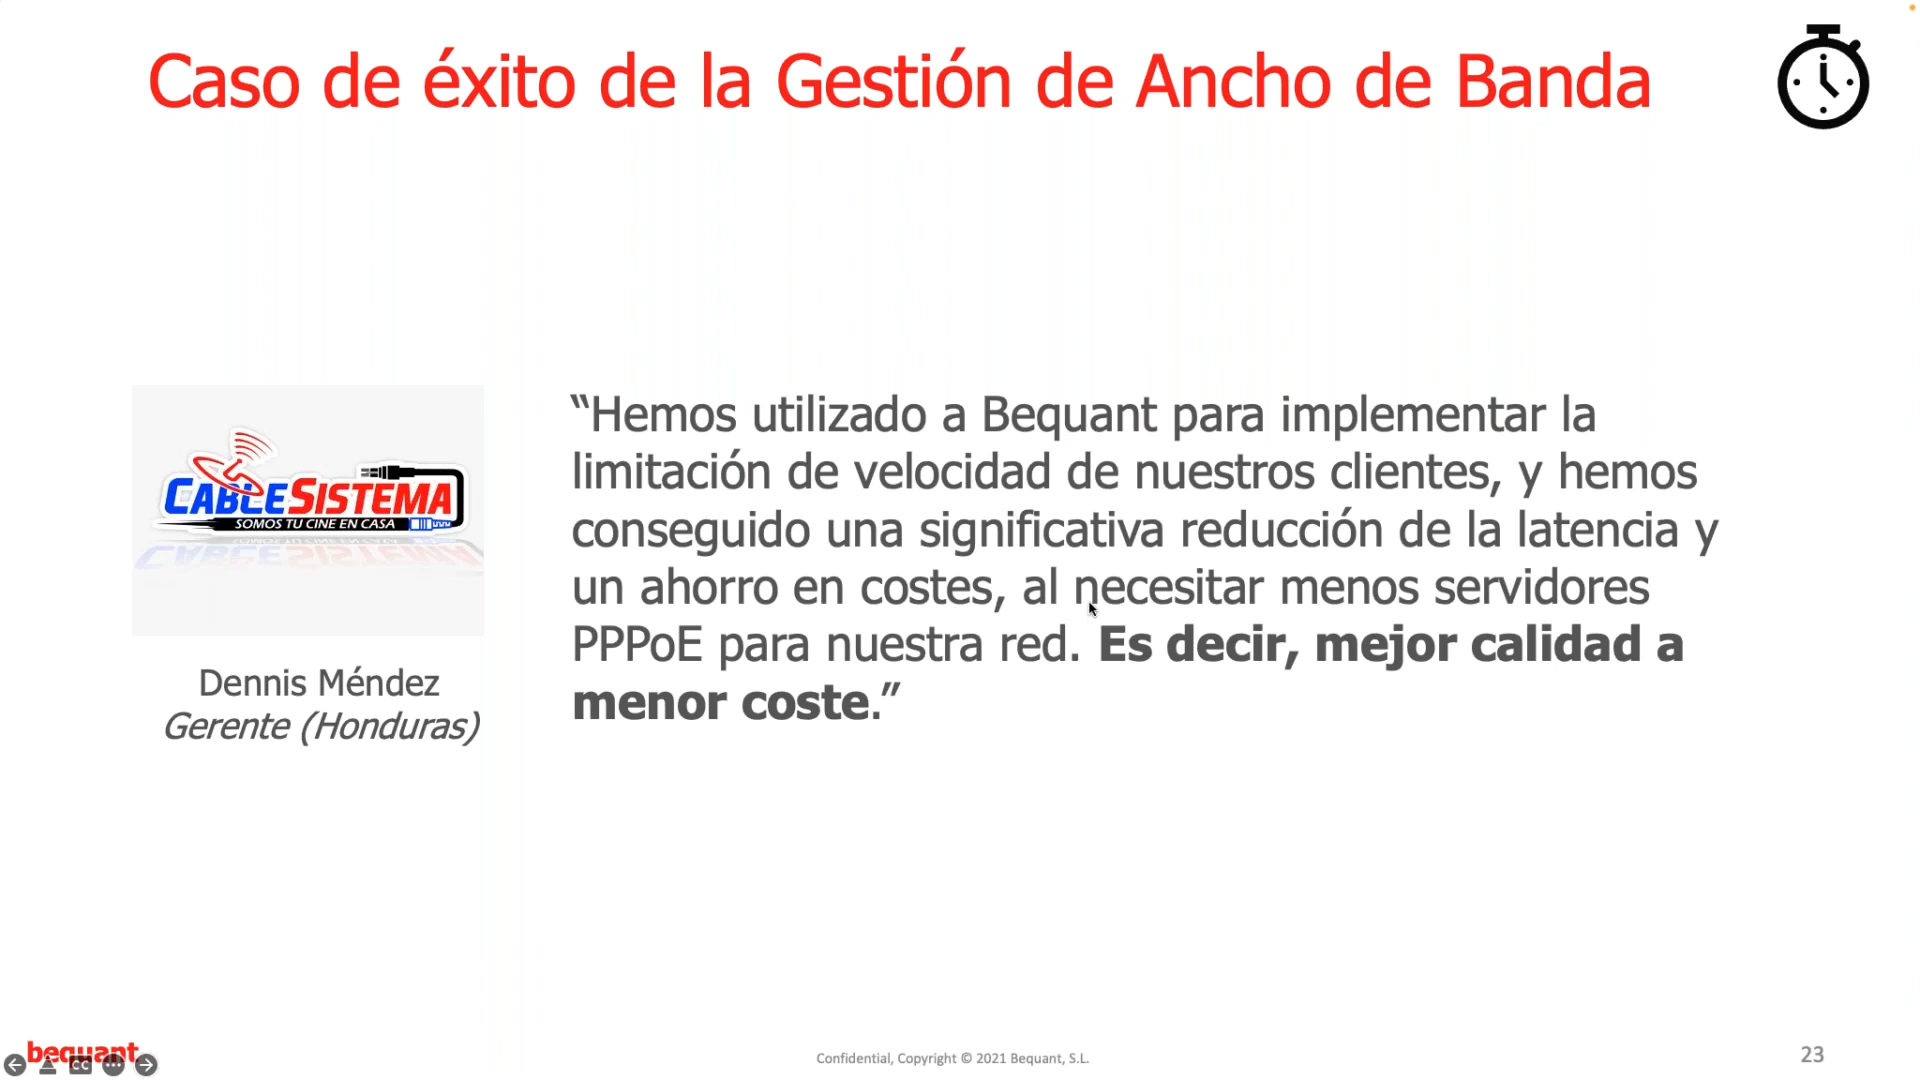 Caso de éxito de la Gestión de Ancho de Banda
CABLESISTEMA
SOMOS TU CINE EN CASA
Dennis Méndez
Gerente (Honduras)
“Hemos utilizado a Bequant para implementar la
limitación de velocidad de nuestros clientes, y hemos
conseguido una significativa reducción de la latencia y
un ahorro en costes, al necesitar menos servidores
PPPoE para nuestra red. Es decir, mejor calidad a
menor coste.”
bequant
CC
Confidential, Copyright © 2021 Bequant, S.L.
23